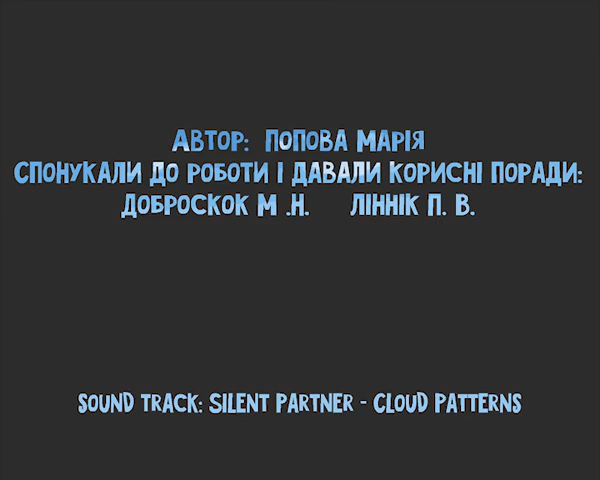 АВТОР: ПОПОВА МАРІЯ
СПОНУКАЛИ ДО РОБОТИ І ДАВАЛИ КОРИСНІ ПОРАДИ:
ДОБРОСКОК М .Н. ЛІННІК П. В.
SOUND TRACK: SILENT PARTNER - CLOUD PATTERNS